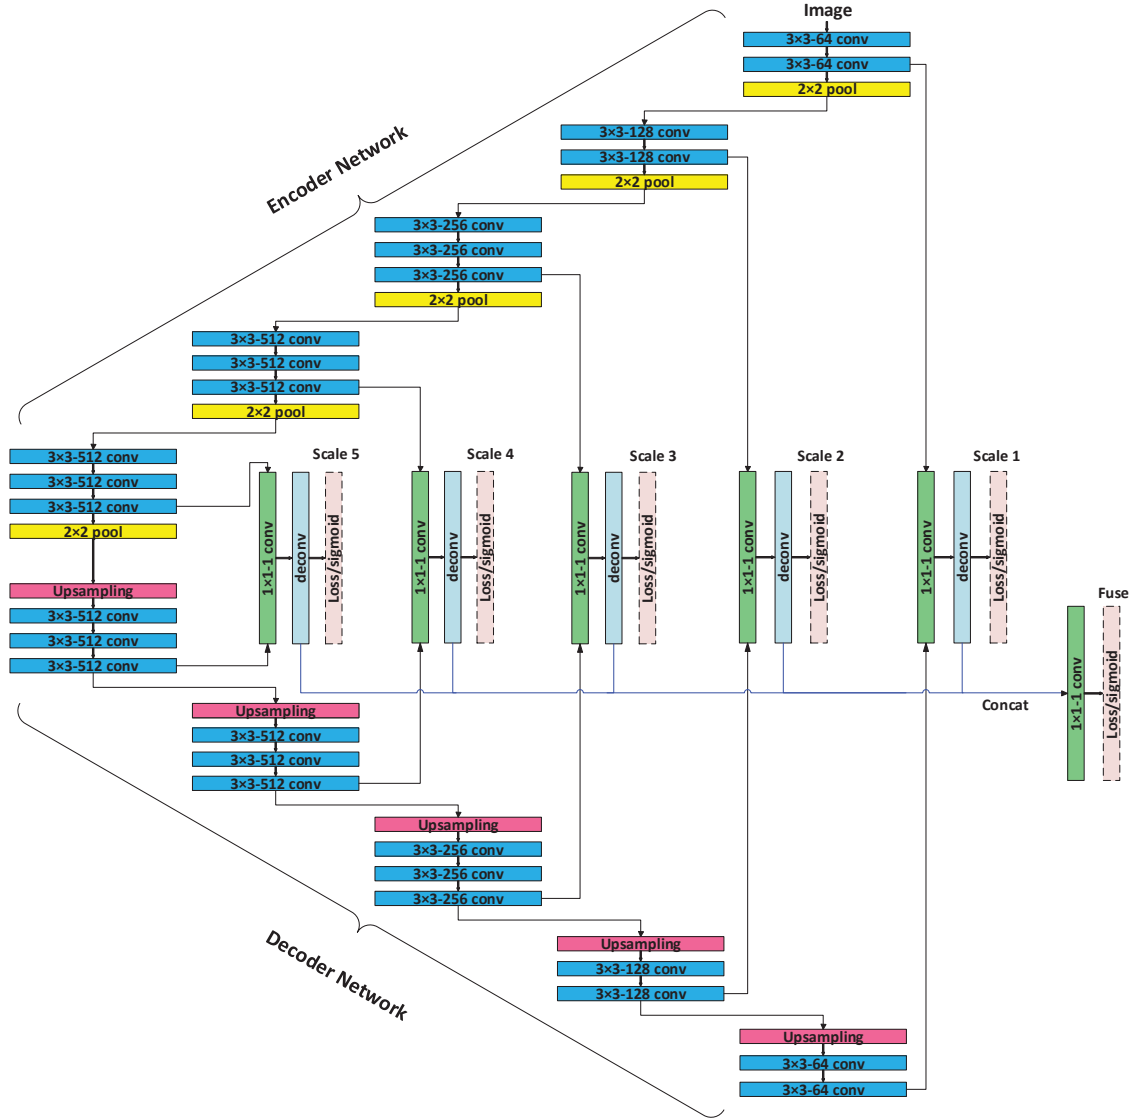 Image
3×3-64 conv
3×3-64 conv
2×2 pool
3×3-128 conv
3×3-128 conv
2×2 pool
Encoder Network
3×3-256 conv
3×3-256 conv
3×3-256 conv
2×2 pool
3×3-512 conv
3×3-512 conv
3×3-512 conv
2×2 pool
3×3-512 conv
3×3-512 conv
3×3-512 conv
2×2 pool
Scale 5
1×1-1 conv
deconv
Loss/sigmoid
Scale 4
1×1-1 conv
deconv
Loss/sigmoid
Scale 3
1×1-1 conv
deconv
Loss/sigmoid
Scale 2
1×1-1 conv
deconv
Loss/sigmoid
Scale 1
1×1-1 conv
deconv
Loss/sigmoid
Fuse
1×1-1 conv
Loss/sigmoid
Concat
Upsampling
3×3-512 conv
3×3-512 conv
3×3-512 conv
Upsampling
3×3-512 conv
3×3-512 conv
3×3-512 conv
Upsampling
3×3-256 conv
3×3-256 conv
3×3-256 conv
Decoder Network
Upsampling
3×3-128 conv
3×3-128 conv
Upsampling
3×3-64 conv
3×3-64 conv